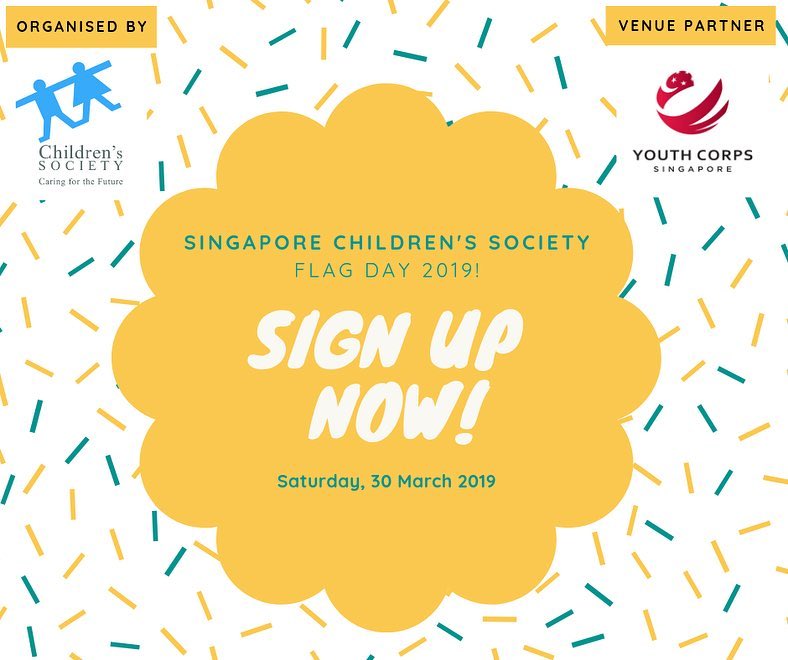 ORGANISED BY
VENUE PARTNER
Children's
SOCIETY
Caring for the Future
YOUTH CORPS
SINGAPORE
SINGAPORE CHILDREN'S SOCIETY
FLAG DAY 2019!
SIGN UP
NOW!
Saturday, 30 March 2019